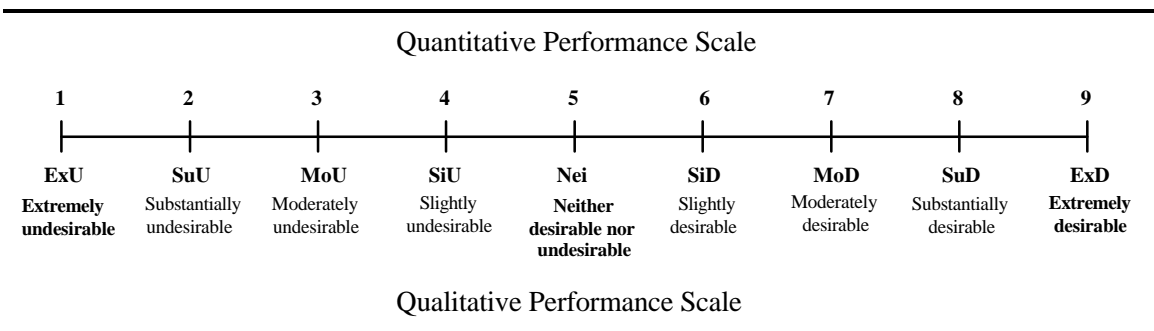 Quantitative Performance Scale
1 2 3 4 5 6 7 8 9
ExU SuU MoU SiU Nei SiD MoD SuD ExD
Extremely Substantially Moderately Slightly Neither Slightly Moderately Substantially Extremely
undesirable undesirable undesirable undesirable desirable nor desirable desirable desirable desirable
undesirable
Qualitative Performance Scale